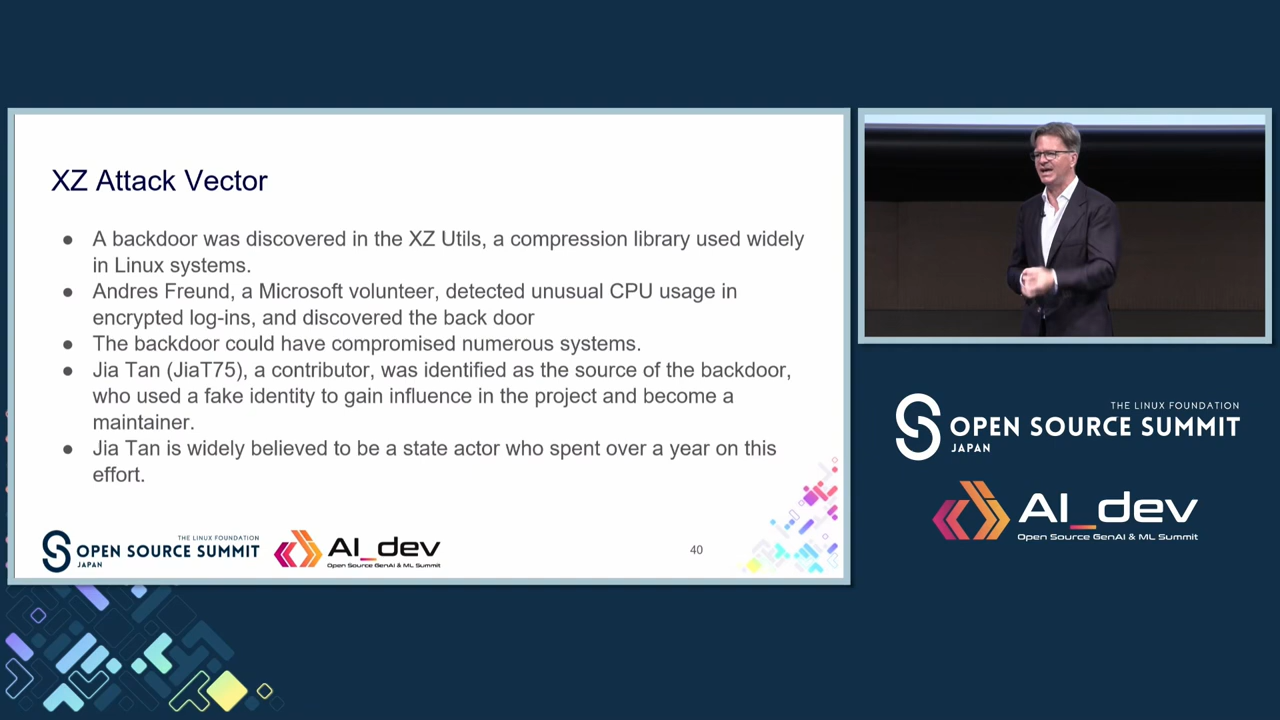 XZ Attack Vector
● A backdoor was discovered in the XZ Utils, a compression library used widely
in Linux systems.
● Andres Freund, a Microsoft volunteer, detected unusual CPU usage in
encrypted log-ins, and discovered the back door
● The backdoor could have compromised numerous systems.
● Jia Tan (JiaT75), a contributor, was identified as the source of the backdoor,
who used a fake identity to gain influence in the project and become a
maintainer.
● Jia Tan is widely believed to be a state actor who spent over a year on this
effort.
THE LINUX FOUNDATION
OPEN SOURCE SUMMIT
JAPAN
AI_dev
Open Source GenAI & ML Summit
40
THE LINUX FOUNDATION
OPEN SOURCE SUMMIT
JAPAN
AI_dev
Open Source GenAI & ML Summit